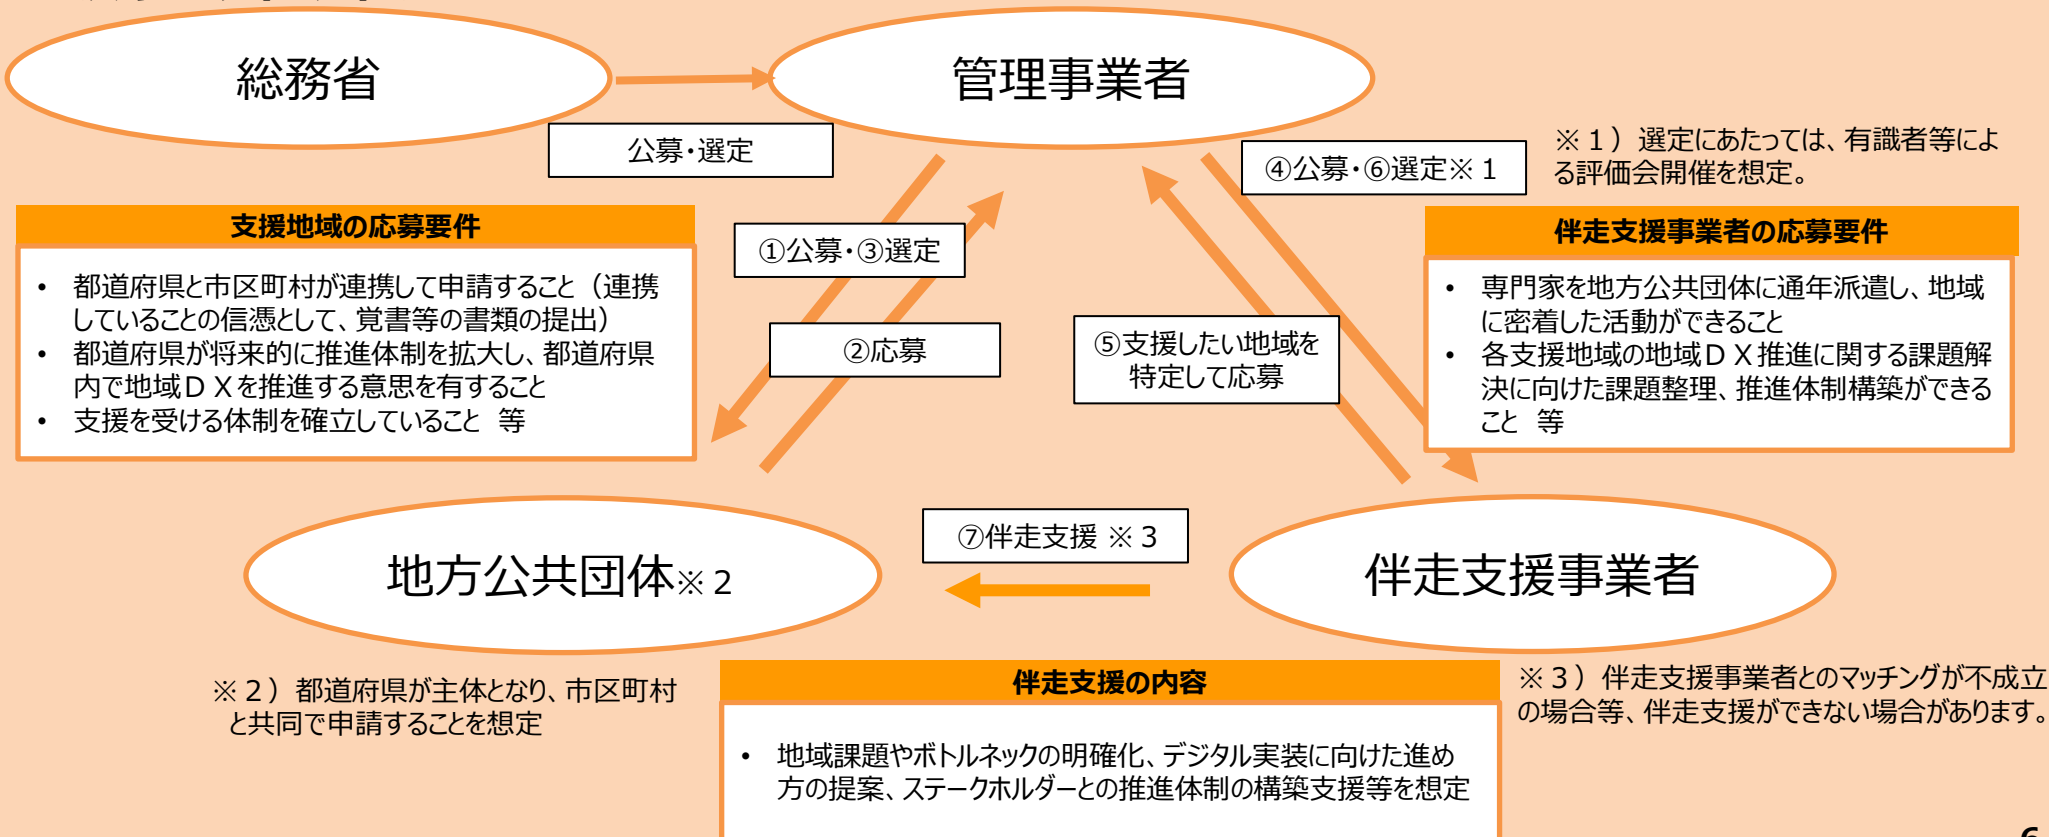 総務省
管理事業者
公募・選定
④公募・⑥選定※１
※１）選定にあたっては、有識者等によ
る評価会開催を想定。
支援地域の応募要件
• 都道府県と市区町村が連携して申請すること（連携
していることの信憑として、覚書等の書類の提出）
• 都道府県が将来的に推進体制を拡大し、都道府県
内で地域ＤＸを推進する意思を有すること
• 支援を受ける体制を確立していること 等
①公募・③選定
②応募
⑤支援したい地域を
特定して応募
伴走支援事業者の応募要件
• 専門家を地方公共団体に通年派遣し、地域
に密着した活動ができること
• 各支援地域の地域ＤＸ推進に関する課題解
決に向けた課題整理、推進体制構築ができる
こと 等
地方公共団体※２
⑦伴走支援 ※３
伴走支援事業者
※２）都道府県が主体となり、市区町村
と共同で申請することを想定
伴走支援の内容
• 地域課題やボトルネックの明確化、デジタル実装に向けた進め
方の提案、ステークホルダーとの推進体制の構築支援等を想定
※３）伴走支援事業者とのマッチングが不成立
の場合等、伴走支援ができない場合があります。